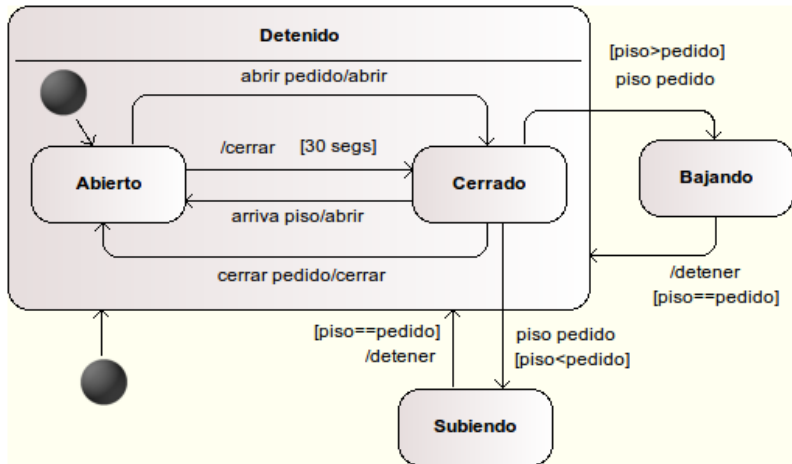 Detenido
abrir pedido/abrir
/cerrar [30 segs]
Abierto
Cerrado
arriva piso/abrir
cerrar pedido/cerrar
[piso>pedido]
piso pedido
Bajando
/detener
[piso==pedido]
[piso==pedido]
/detener
piso pedido
[piso<pedido]
Subiendo